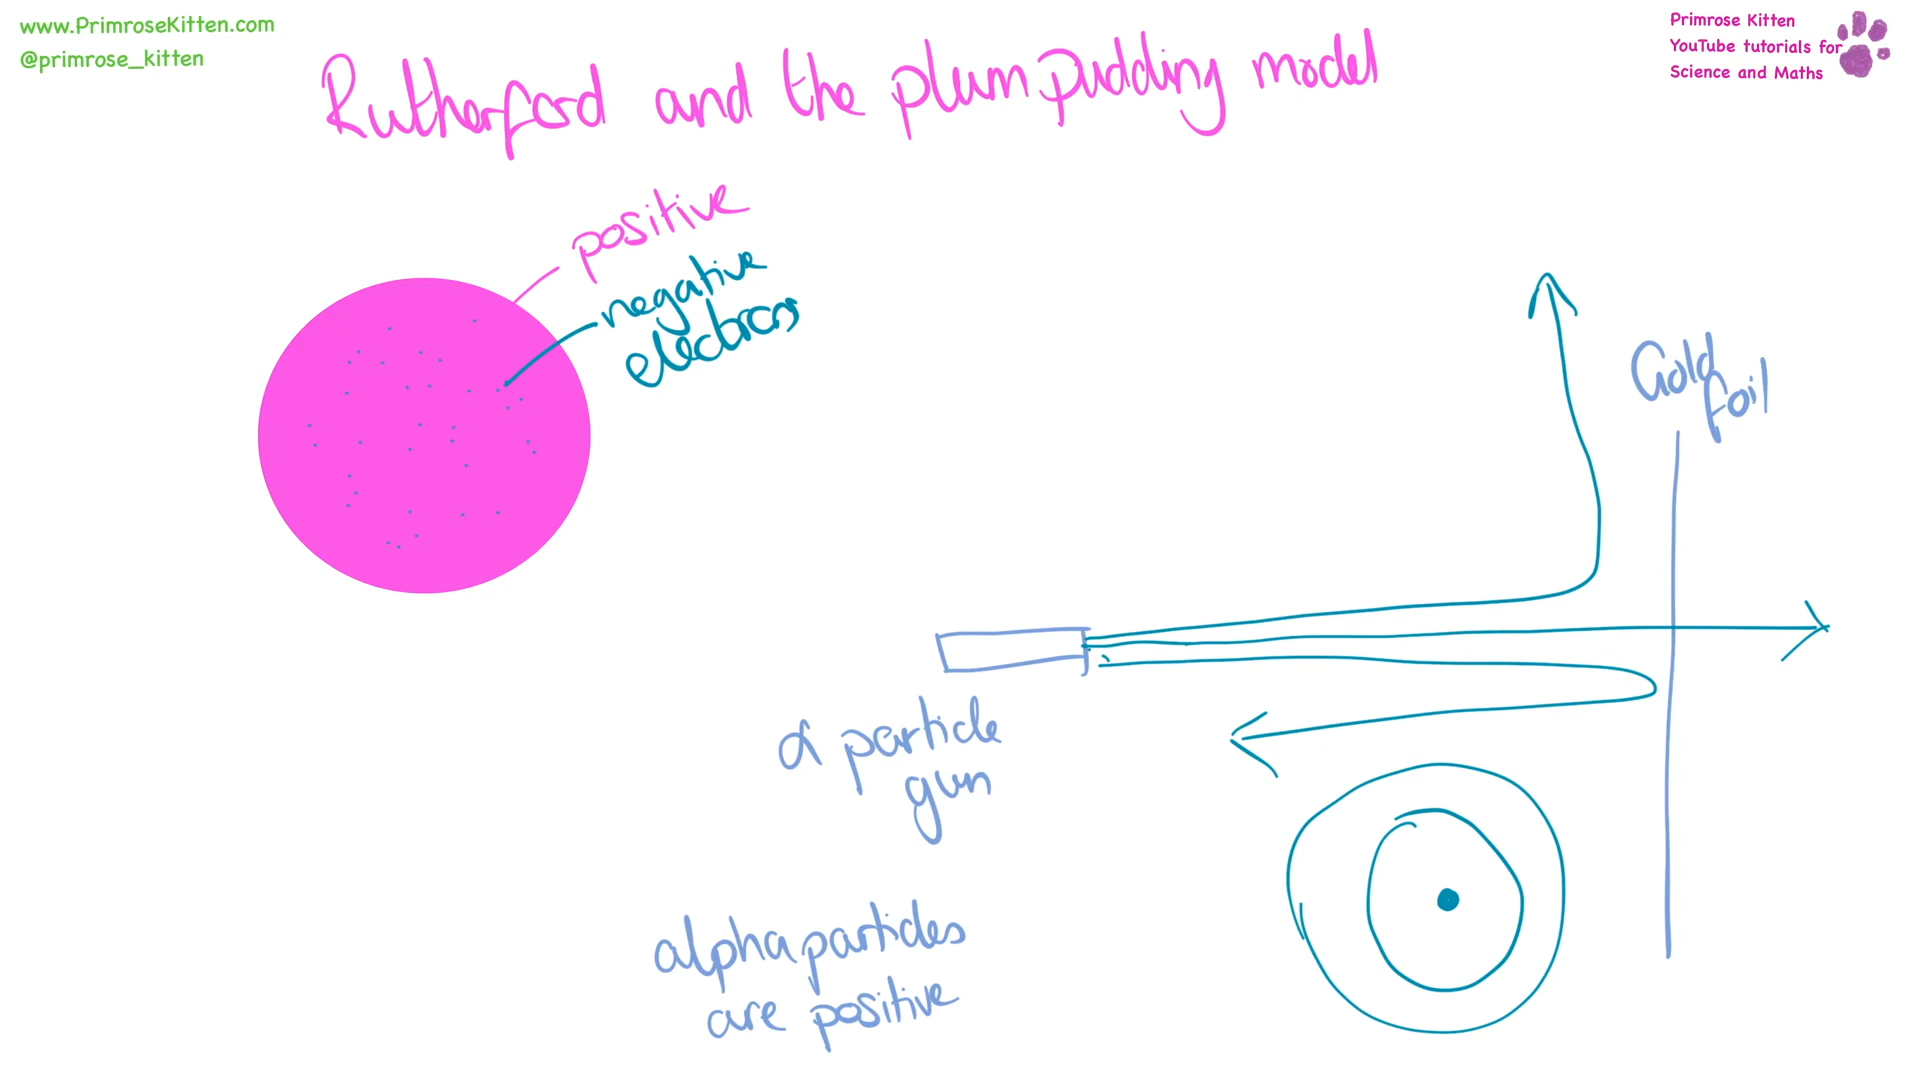 www.PrimroseKitten.com
@primrose_kitten
Primrose Kitten
YouTube tutorials for
Science and Maths
Rutherford and the plum pudding model
positive
negative
electrons
Gold
foil
α particle
gun
alpha particles
are positive